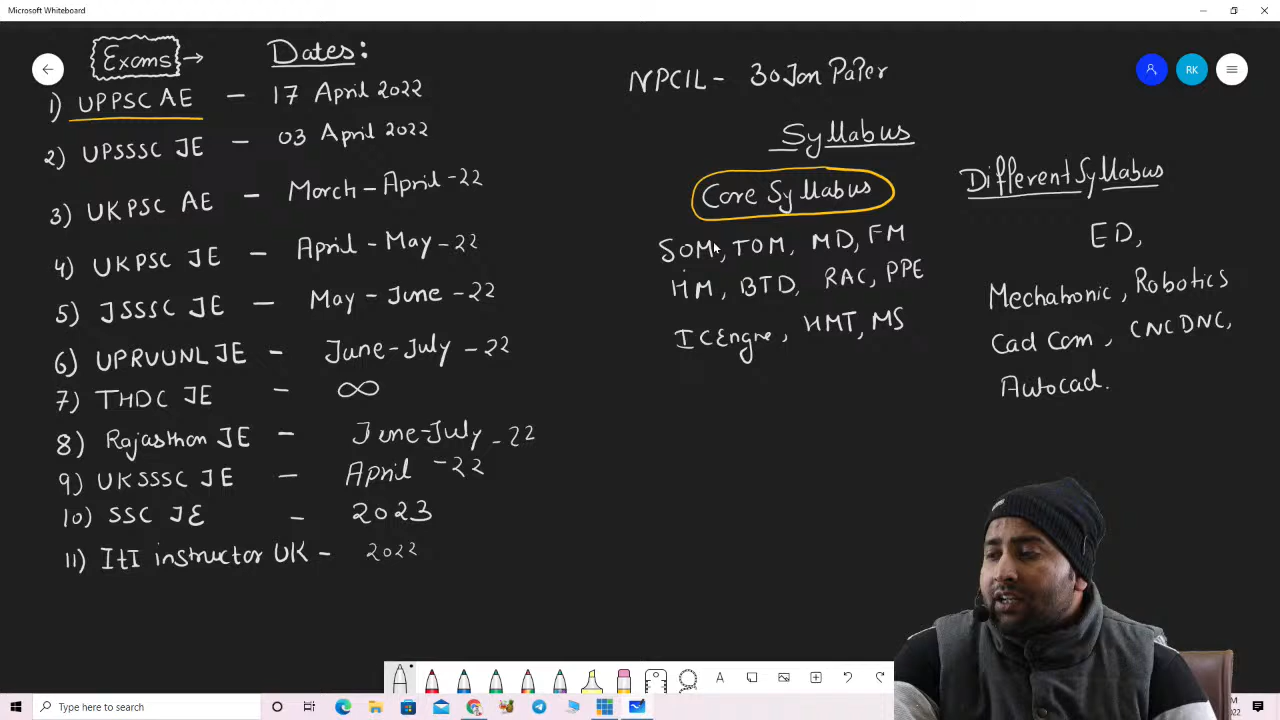 Microsoft Whiteboard
Exams → Dates:
1) UPPSC AE - 17 April 2022
2) UPSSSC JE - 03 April 2022
3) UKPSC AE - March-April-22
4) UKPSC JE - April-May-22
5) JSSSC JE - May-June-22
6) UPRVUNL JE - June-July-22
7) THDC JE - ∞
8) Rajasthan JE - June-July-22
9) UKSSSC JE - April-22
10) SSC JE - 2023
11) ItI instructor UK - 2022
NPCIL- 30 Jan PaPer
Syllabus
Core Syllabus
SOM, TOM, MD, FM
HM, BTD, RAC, PPE
IC Engne, HMT, MS
Different Syllabus
ED,
Mechatronic, Robotics
Cad Cam, CNC DNC,
Autocad.
RK
A
Type here to search